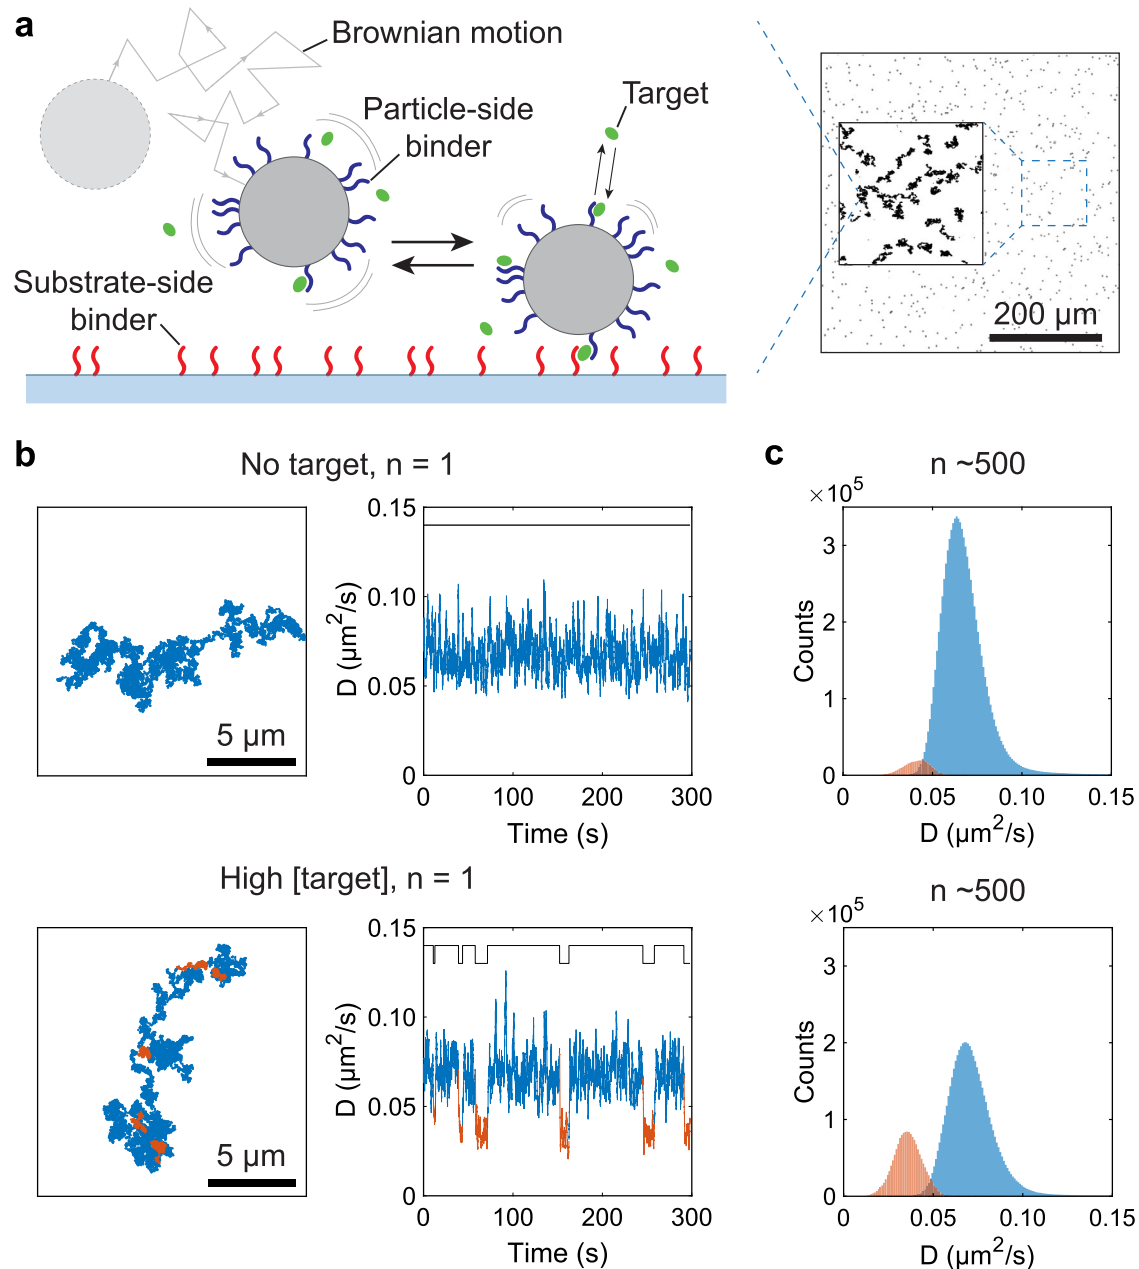 a
Brownian motion
Particle-side
binder
Target
Substrate-side
binder
200 µm
b
No target, n = 1
5 µm
D (µm²/s)
0.15
0.10
0.05
0
0
100
200
300
Time (s)
c
n ~500
×10⁵
Counts
3
2
1
0
0
0.05
0.10
0.15
D (µm²/s)
High [target], n = 1
5 µm
D (µm²/s)
0.15
0.10
0.05
0
0
100
200
300
Time (s)
n ~500
×10⁵
Counts
3
2
1
0
0
0.05
0.10
0.15
D (µm²/s)